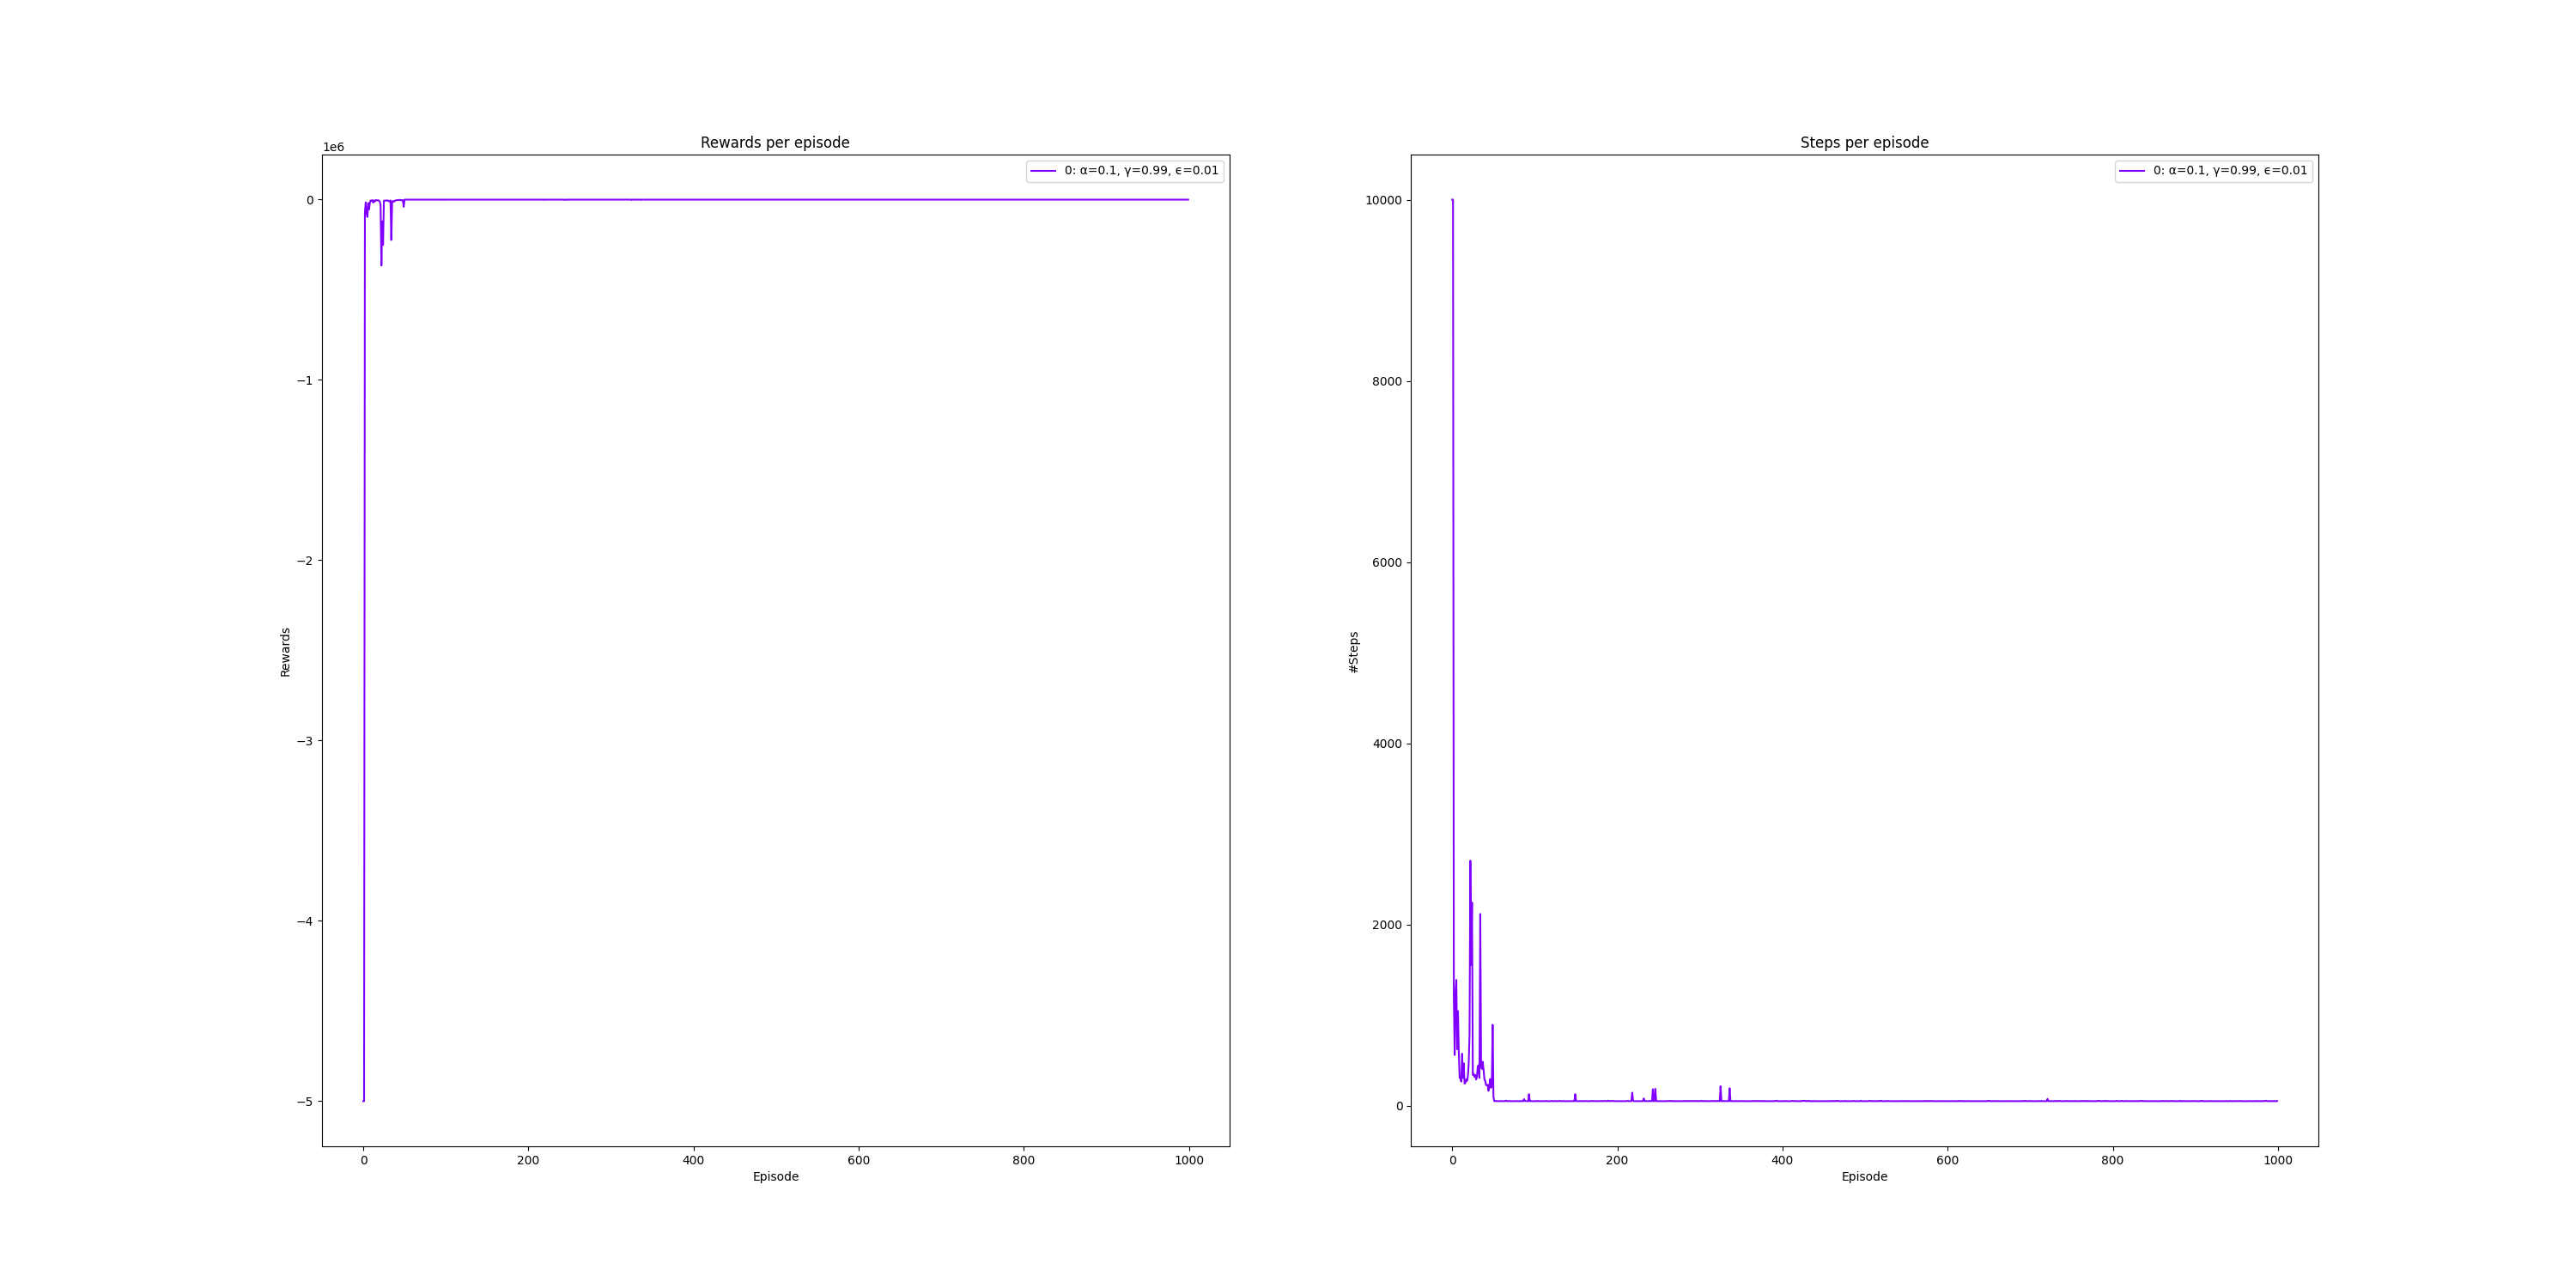 Rewards per episode
1e6
0: α=0.1, γ=0.99, ϵ=0.01
0
−1
−2
−3
−4
−5
Rewards
0 200 400 600 800 1000
Episode
Steps per episode
0: α=0.1, γ=0.99, ϵ=0.01
10000
8000
6000
4000
2000
0
#Steps
0 200 400 600 800 1000
Episode